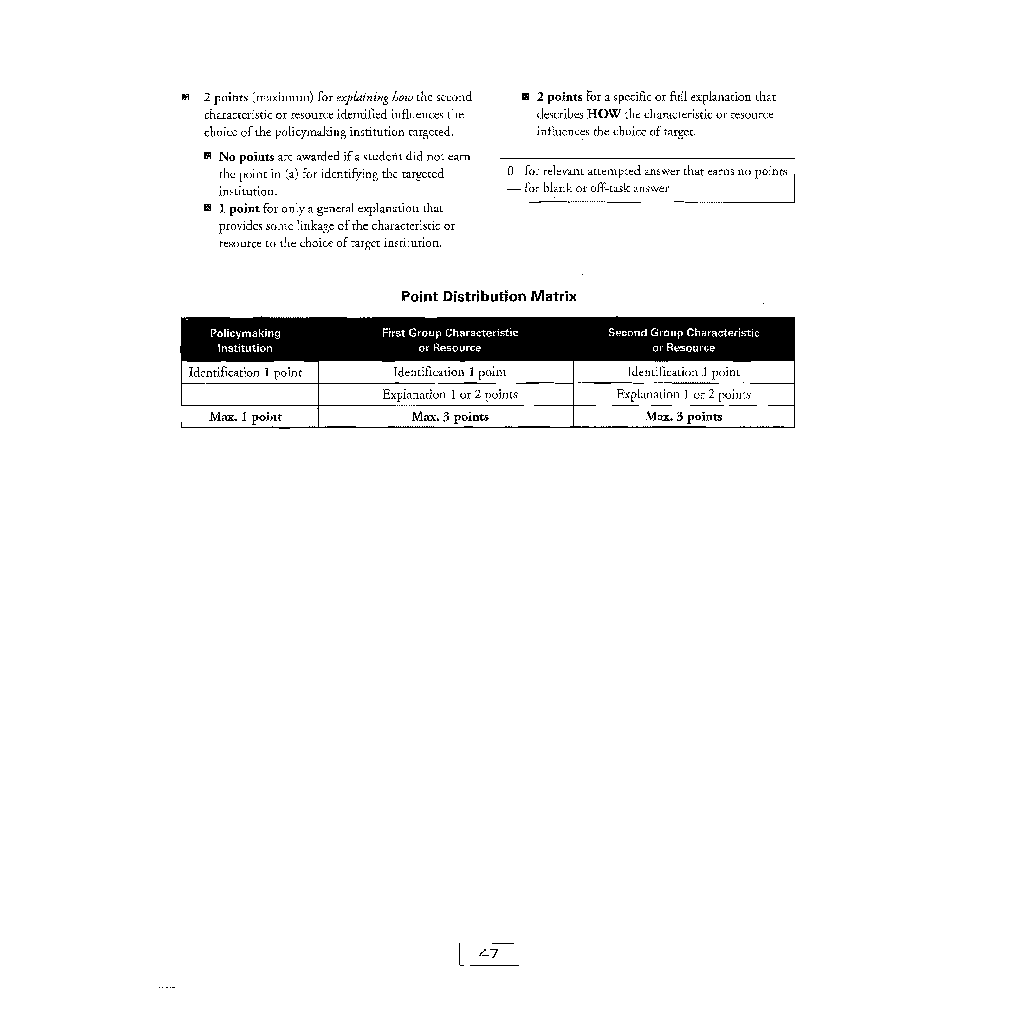 2 points (maximum) for explaining how the second
characteristic or resource identified influences the
choice of the policymaking institution targeted.
No points are awarded if a student did not earn
the point in (a) for identifying the targeted
institution.
1 point for only a general explanation that
provides some linkage of the characteristic or
resource to the choice of target institution.
2 points for a specific or full explanation that
describes HOW the characteristic or resource
influences the choice of target.
0 for relevant attempted answer that earns no points
— for blank or off-task answer
Point Distribution Matrix
Policymaking
Institution
First Group Characteristic
or Resource
Second Group Characteristic
or Resource
Identification 1 point
Identification 1 point
Identification 1 point
Explanation 1 or 2 points
Explanation 1 or 2 points
Max. 1 point
Max. 3 points
Max. 3 points
47